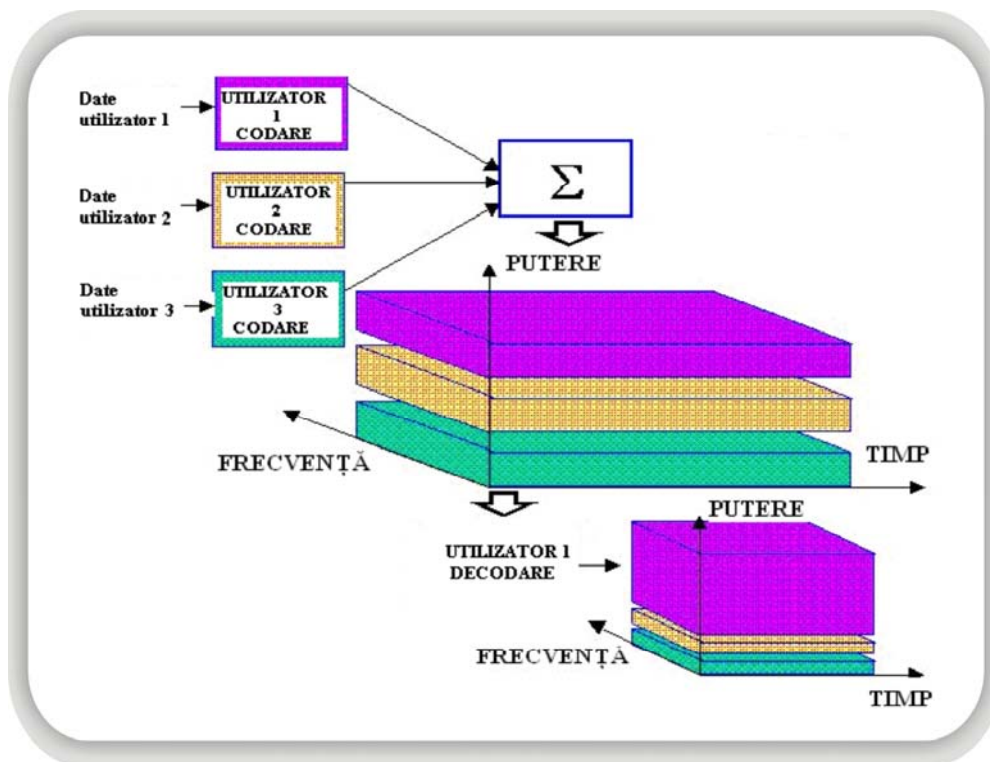 Date
utilizator 1
UTILIZATOR
1
CODARE
Date
utilizator 2
UTILIZATOR
2
CODARE
Date
utilizator 3
UTILIZATOR
3
CODARE
Σ
PUTERE
FRECVENȚĂ
TIMP
UTILIZATOR 1
DECODARE
PUTERE
FRECVENȚĂ
TIMP